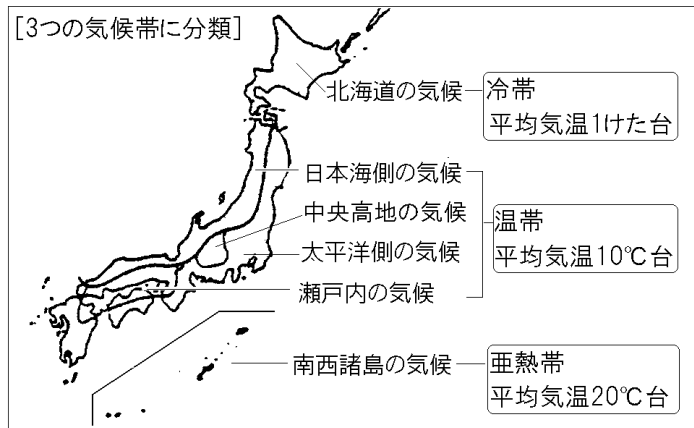 [3つの気候帯に分類]
北海道の気候
冷帯
平均気温1けた台
日本海側の気候
中央高地の気候
太平洋側の気候
瀬戸内の気候
温帯
平均気温10℃台
南西諸島の気候
亜熱帯
平均気温20℃台